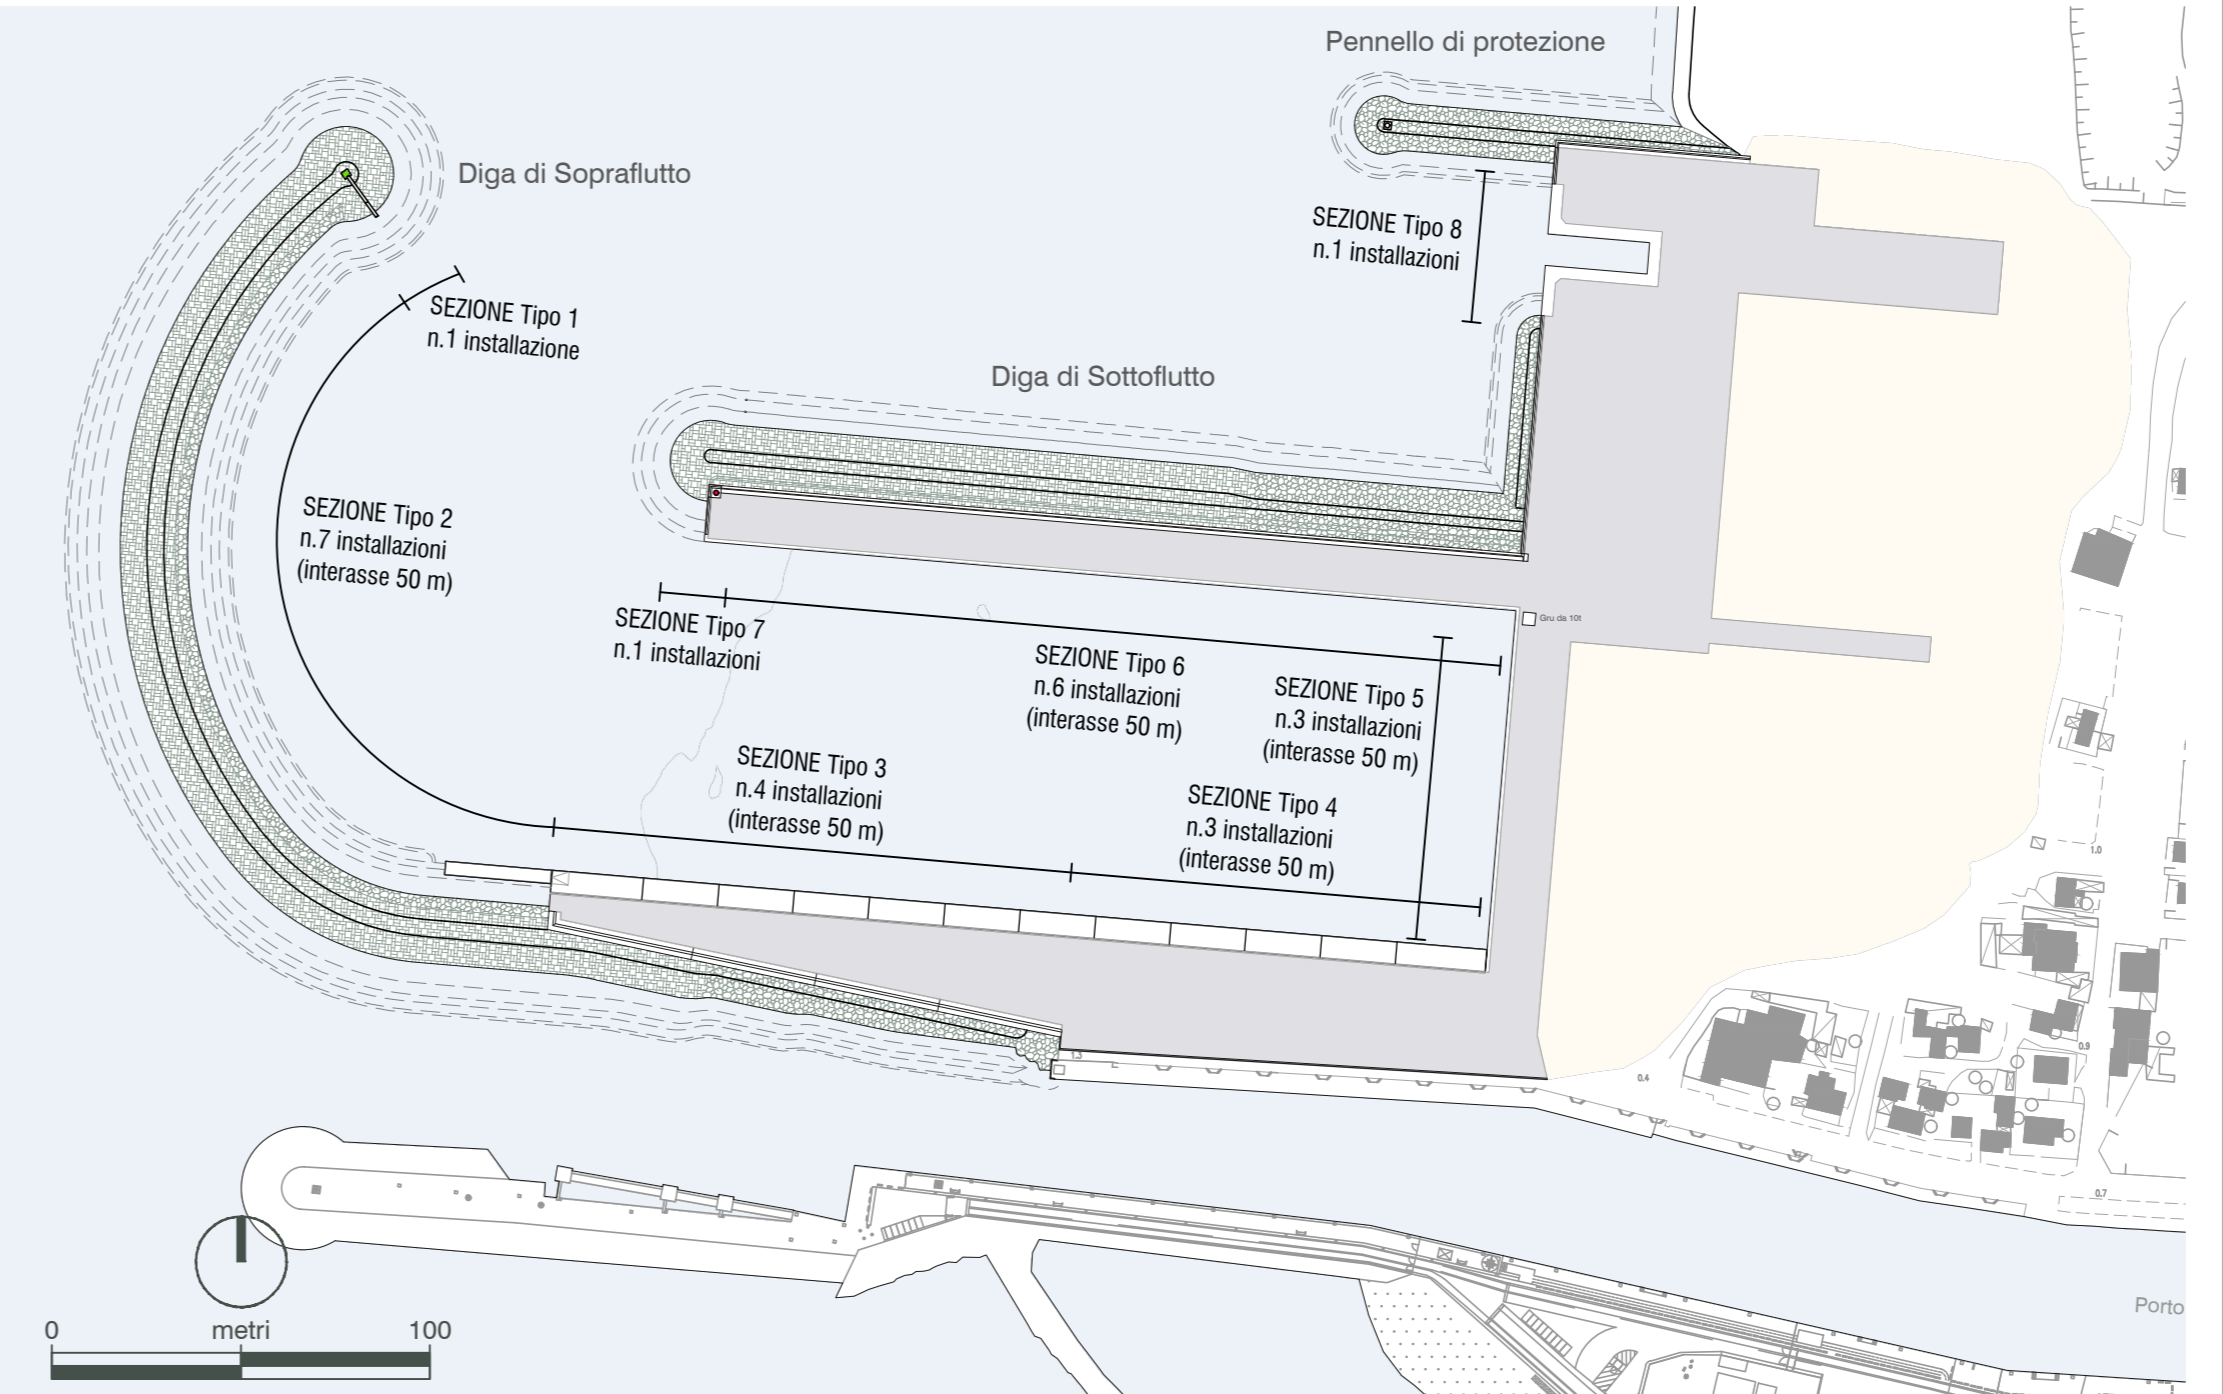 Pennello di protezione
Diga di Sopraflutto
SEZIONE Tipo 8
n.1 installazioni
SEZIONE Tipo 1
n.1 installazione
Diga di Sottoflutto
SEZIONE Tipo 2
n.7 installazioni
(interasse 50 m)
SEZIONE Tipo 7
n.1 installazioni
Gru da 10t
SEZIONE Tipo 6
n.6 installazioni
(interasse 50 m)
SEZIONE Tipo 5
n.3 installazioni
(interasse 50 m)
SEZIONE Tipo 3
n.4 installazioni
(interasse 50 m)
SEZIONE Tipo 4
n.3 installazioni
(interasse 50 m)
1.0
0.9
1.3
0.4
0.7
Porto
0 metri 100